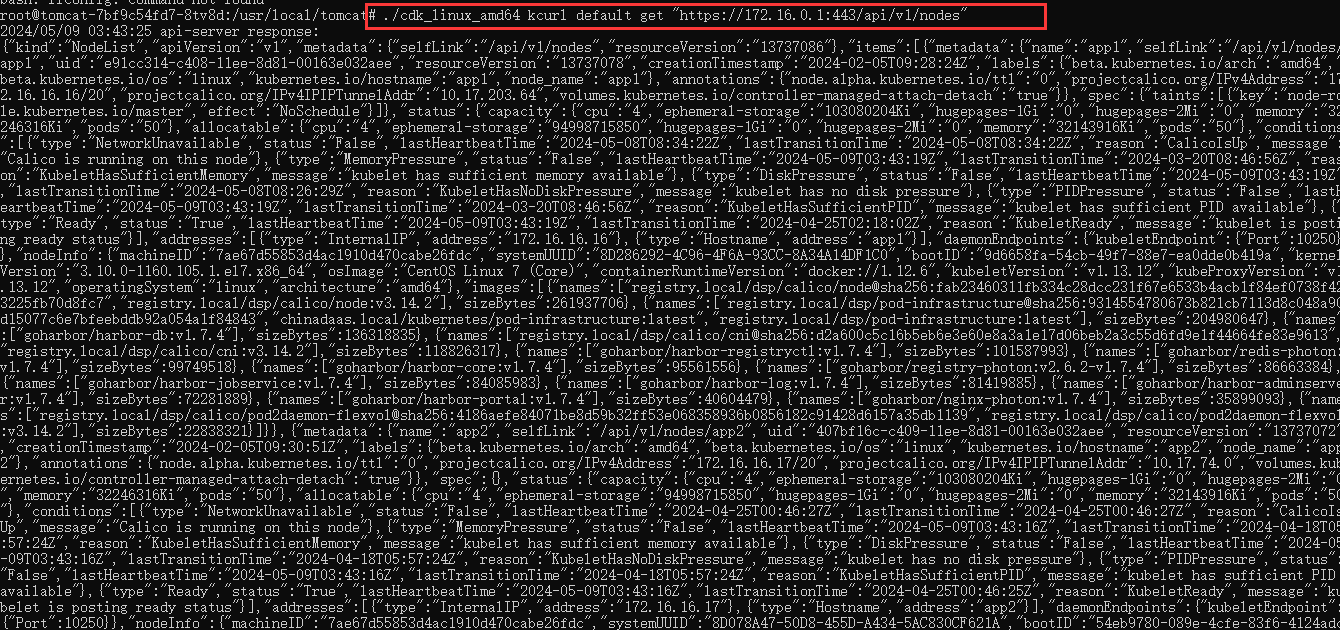 bash: ifconfig: command not found
root@tomcat-7bf9c54fd7-8tv8d:/usr/local/tomcat# ./cdk_linux_amd64 kcurl default get "https://172.16.0.1:443/api/v1/nodes"
2024/05/09 03:43:25 api-server response:
{"kind":"NodeList","apiVersion":"v1","metadata":{"selfLink":"/api/v1/nodes","resourceVersion":"13737086"},"items":[{"metadata":{"name":"app1","selfLink":"/api/v1/nodes/
app1","uid":"e91cc314-c408-11ee-8d81-00163e032aee","resourceVersion":"13737078","creationTimestamp":"2024-02-05T09:28:24Z","labels":{"beta.kubernetes.io/arch":"amd64","
beta.kubernetes.io/os":"linux","kubernetes.io/hostname":"app1","node_name":"app1"},"annotations":{"node.alpha.kubernetes.io/ttl":"0","projectcalico.org/IPv4Address":"17
2.16.16.16/20","projectcalico.org/IPv4IPIPTunnelAddr":"10.17.203.64","volumes.kubernetes.io/controller-managed-attach-detach":"true"}},"spec":{"taints":[{"key":"node-ro
le.kubernetes.io/master","effect":"NoSchedule"}]},"status":{"capacity":{"cpu":"4","ephemeral-storage":"103080204Ki","hugepages-1Gi":"0","hugepages-2Mi":"0","memory":"32
246316Ki","pods":"50"},"allocatable":{"cpu":"4","ephemeral-storage":"94998715850","hugepages-1Gi":"0","hugepages-2Mi":"0","memory":"32143916Ki","pods":"50"},"conditions
:[{"type":"NetworkUnavailable","status":"False","lastHeartbeatTime":"2024-05-08T08:34:22Z","lastTransitionTime":"2024-05-08T08:34:22Z","reason":"CalicoIsUp","message":
"Calico is running on this node"},{"type":"MemoryPressure","status":"False","lastHeartbeatTime":"2024-05-09T03:43:19Z","lastTransitionTime":"2024-03-20T08:46:56Z","reas
on":"KubeletHasSufficientMemory","message":"kubelet has sufficient memory available"},{"type":"DiskPressure","status":"False","lastHeartbeatTime":"2024-05-09T03:43:19Z"
,"lastTransitionTime":"2024-05-08T08:26:29Z","reason":"KubeletHasNoDiskPressure","message":"kubelet has no disk pressure"},{"type":"PIDPressure","status":"False","lastH
eartbeatTime":"2024-05-09T03:43:19Z","lastTransitionTime":"2024-03-20T08:46:56Z","reason":"KubeletHasSufficientPID","message":"kubelet has sufficient PID available"},{"
type":"Ready","status":"True","lastHeartbeatTime":"2024-05-09T03:43:19Z","lastTransitionTime":"2024-04-25T02:18:02Z","reason":"KubeletReady","message":"kubelet is posti
ng ready status"}],"addresses":[{"type":"InternalIP","address":"172.16.16.16"},{"type":"Hostname","address":"app1"}],"daemonEndpoints":{"kubeletEndpoint":{"Port":10250}
},"nodeInfo":{"machineID":"7ae67d55853d4ac1910d470cabe26fdc","systemUUID":"8D286292-4C96-4F6A-93CC-8A34A14DF1C0","bootID":"9d6658fa-54cb-49f7-88e7-ea0dde0b419a","kernel
Version":"3.10.0-1160.105.1.el7.x86_64","osImage":"CentOS Linux 7 (Core)","containerRuntimeVersion":"docker://1.12.6","kubeletVersion":"v1.13.12","kubeProxyVersion":"v1
.13.12","operatingSystem":"linux","architecture":"amd64"},"images":[{"names":["registry.local/dsp/calico/node@sha256:fab23460311fb334c28dcc231f67e6533b4acb1f84ef0738f42
3225fb70d8fc7","registry.local/dsp/calico/node:v3.14.2"],"sizeBytes":261937706},{"names":["registry.local/dsp/pod-infrastructure@sha256:9314554780673b821cb7113d8c048a9b
d15077c6e7bfeebddb92a054a1f84843","chinadaas.local/kubernetes/pod-infrastructure:latest","registry.local/dsp/pod-infrastructure:latest"],"sizeBytes":204980647},{"names"
:["goharbor/harbor-db:v1.7.4"],"sizeBytes":136318835},{"names":["registry.local/dsp/calico/cni@sha256:d2a600c5c16b5eb6e3e60e8a3a1e17d06beb2a3c55d6fd9e1f44664fe83e9613",
"registry.local/dsp/calico/cni:v3.14.2"],"sizeBytes":118826317},{"names":["goharbor/harbor-registryctl:v1.7.4"],"sizeBytes":101587993},{"names":["goharbor/redis-photon:
v1.7.4"],"sizeBytes":99749518},{"names":["goharbor/harbor-core:v1.7.4"],"sizeBytes":95561556},{"names":["goharbor/registry-photon:v2.6.2-v1.7.4"],"sizeBytes":86663384},
{"names":["goharbor/harbor-jobservice:v1.7.4"],"sizeBytes":84085983},{"names":["goharbor/harbor-log:v1.7.4"],"sizeBytes":81419885},{"names":["goharbor/harbor-adminserve
r:v1.7.4"],"sizeBytes":72281889},{"names":["goharbor/harbor-portal:v1.7.4"],"sizeBytes":40604479},{"names":["goharbor/nginx-photon:v1.7.4"],"sizeBytes":35899093},{"name
s":["registry.local/dsp/calico/pod2daemon-flexvol@sha256:4186aefe84071be8d59b32ff53e068358936b0856182c91428d6157a35db1139","registry.local/dsp/calico/pod2daemon-flexvol
:v3.14.2"],"sizeBytes":22838321}]}},{"metadata":{"name":"app2","selfLink":"/api/v1/nodes/app2","uid":"407bf16c-c409-11ee-8d81-00163e032aee","resourceVersion":"13737072"
,"creationTimestamp":"2024-02-05T09:30:51Z","labels":{"beta.kubernetes.io/arch":"amd64","beta.kubernetes.io/os":"linux","kubernetes.io/hostname":"app2","node_name":"app
2"},"annotations":{"node.alpha.kubernetes.io/ttl":"0","projectcalico.org/IPv4Address":"172.16.16.17/20","projectcalico.org/IPv4IPIPTunnelAddr":"10.17.74.0","volumes.kub
ernetes.io/controller-managed-attach-detach":"true"}},"spec":{},"status":{"capacity":{"cpu":"4","ephemeral-storage":"103080204Ki","hugepages-1Gi":"0","hugepages-2Mi":"0
","memory":"32246316Ki","pods":"50"},"allocatable":{"cpu":"4","ephemeral-storage":"94998715850","hugepages-1Gi":"0","hugepages-2Mi":"0","memory":"32143916Ki","pods":"50
"},"conditions":[{"type":"NetworkUnavailable","status":"False","lastHeartbeatTime":"2024-04-25T00:46:27Z","lastTransitionTime":"2024-04-25T00:46:27Z","reason":"CalicoIs
Up","message":"Calico is running on this node"},{"type":"MemoryPressure","status":"False","lastHeartbeatTime":"2024-05-09T03:43:16Z","lastTransitionTime":"2024-04-18T05
:57:24Z","reason":"KubeletHasSufficientMemory","message":"kubelet has sufficient memory available"},{"type":"DiskPressure","status":"False","lastHeartbeatTime":"2024-05
-09T03:43:16Z","lastTransitionTime":"2024-04-18T05:57:24Z","reason":"KubeletHasNoDiskPressure","message":"kubelet has no disk pressure"},{"type":"PIDPressure","status":
"False","lastHeartbeatTime":"2024-05-09T03:43:16Z","lastTransitionTime":"2024-04-18T05:57:24Z","reason":"KubeletHasSufficientPID","message":"kubelet has sufficient PID
available"},{"type":"Ready","status":"True","lastHeartbeatTime":"2024-05-09T03:43:16Z","lastTransitionTime":"2024-04-25T00:46:25Z","reason":"KubeletReady","message":"ku
belet is posting ready status"}],"addresses":[{"type":"InternalIP","address":"172.16.16.17"},{"type":"Hostname","address":"app2"}],"daemonEndpoints":{"kubeletEndpoint":
{"Port":10250}},"nodeInfo":{"machineID":"7ae67d55853d4ac1910d470cabe26fdc","systemUUID":"8D078A47-50D8-455D-A434-5AC830CF621A","bootID":"54eb9780-089e-4cfe-83f6-4124ad